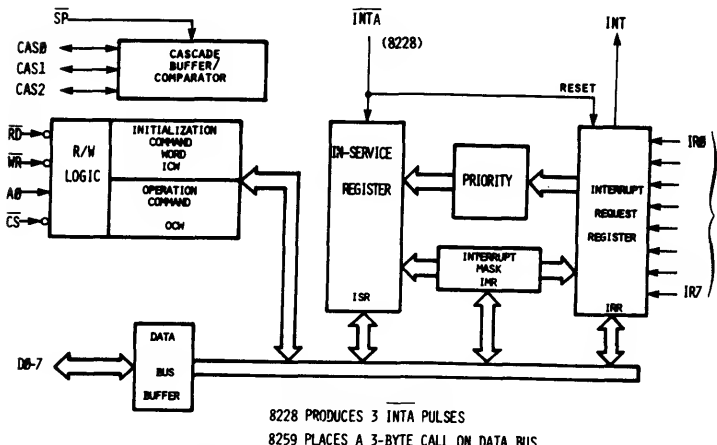 SP
INTA
INT
CAS0
CAS1
CAS2
(8228)
CASCADE
BUFFER/
COMPARATOR
RESET
RD
WR
A0
CS
R/W
LOGIC
INITIALIZATION
COMMAND
WORD
ICW
OPERATION
COMMAND
OCW
IN-SERVICE
REGISTER
ISR
PRIORITY
INTERRUPT
MASK
IMR
INTERRUPT
REQUEST
REGISTER
IRR
IR0
IR7
D0-7
DATA
BUS
BUFFER
8228 PRODUCES 3 INTA PULSES
8259 PLACES A 3-BYTE CALL ON DATA BUS